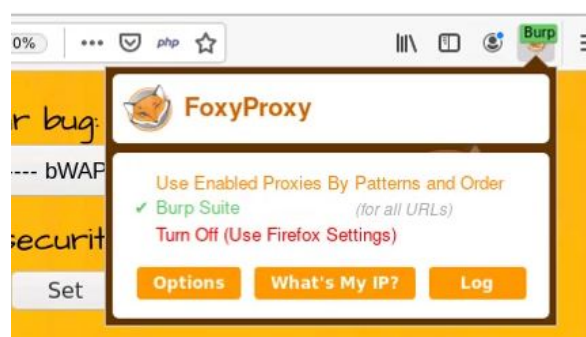 0% ... php Burp
r bug:
FoxyProxy
---- bWAP
Use Enabled Proxies By Patterns and Order
✓ Burp Suite (for all URLs)
securit
Turn Off (Use Firefox Settings)
Set
Options What's My IP? Log